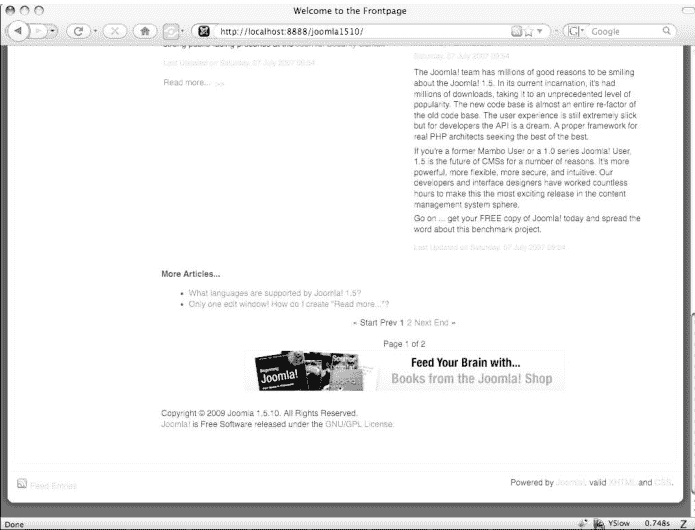 Welcome to the Frontpage
http://localhost:8888/joomla1510/
Google
Last Updated on Saturday, 07 July 2007 09:54
Read more... >>
Saturday, 07 July 2007 09:54
The Joomla! team has millions of good reasons to be smiling
about the Joomla! 1.5. In its current incarnation, it's had
millions of downloads, taking it to an unprecedented level of
popularity. The new code base is almost an entire re-factor of
the old code base. The user experience is still extremely slick
but for developers the API is a dream. A proper framework for
real PHP architects seeking the best of the best.
If you're a former Mambo User or a 1.0 series Joomla! User,
1.5 is the future of CMSs for a number of reasons. It's more
powerful, more flexible, more secure, and intuitive. Our
developers and interface designers have worked countless
hours to make this the most exciting release in the content
management system sphere.
Go on ... get your FREE copy of Joomla! today and spread the
word about this benchmark project.
Last Updated on Saturday, 07 July 2007 09:54
More Articles...
• What languages are supported by Joomla! 1.5?
• Only one edit window! How do I create "Read more..."?
« Start Prev 1 2 Next End »
Page 1 of 2
Joomla!
Feed Your Brain with...
Books from the Joomla! Shop
Copyright © 2009 Joomla 1.5.10. All Rights Reserved.
Joomla! is Free Software released under the GNU/GPL License.
Feed Entries
Powered by Joomla!. valid XHTML and CSS.
Done
YSlow 0.748s